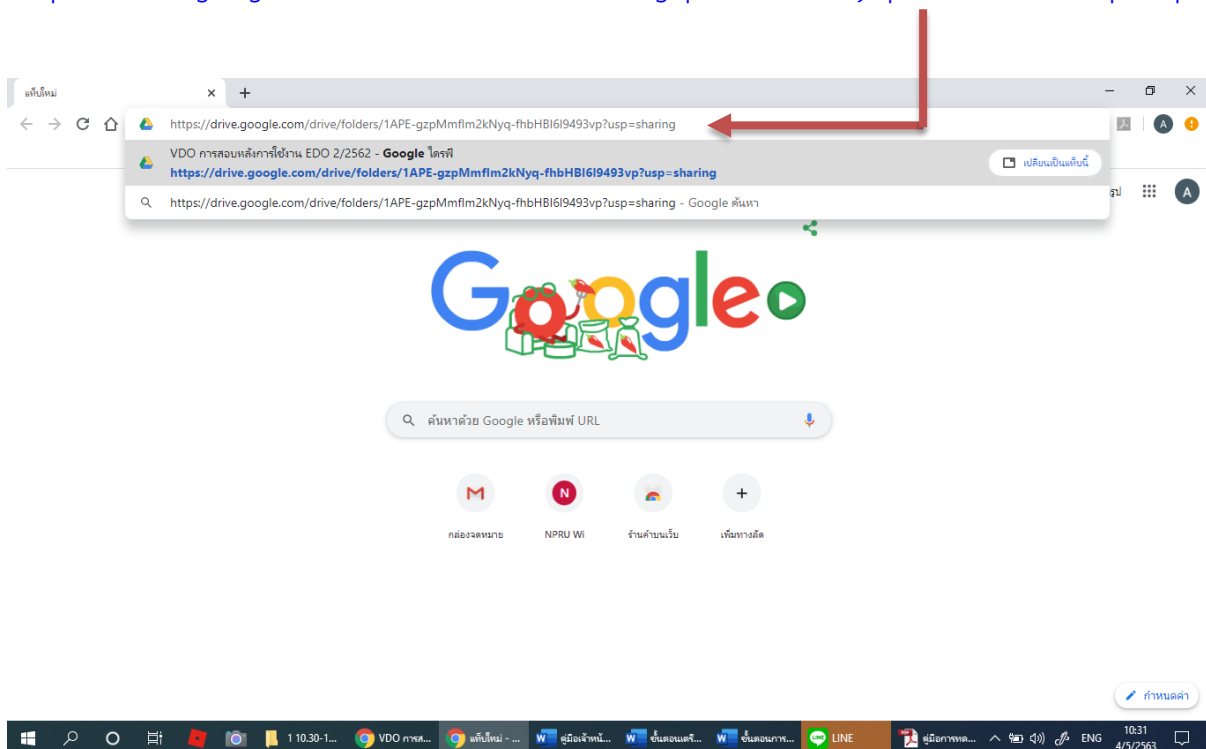 แท็บใหม่
https://drive.google.com/drive/folders/1APE-gzpMmflm2kNyq-fhbHBI6I9493vp?usp=sharing
A
VDO การสอบหลังการใช้งาน EDO 2/2562 - Google ไดรฟ์
https://drive.google.com/drive/folders/1APE-gzpMmflm2kNyq-fhbHBI6I9493vp?usp=sharing
เปลี่ยนเป็นแท็บนี้
https://drive.google.com/drive/folders/1APE-gzpMmflm2kNyq-fhbHBI6I9493vp?usp=sharing - Google ค้นหา
รูป
A
Google
ค้นหาด้วย Google หรือพิมพ์ URL
N
กล่องจดหมาย NPRU Wi ร้านค้าบนเว็บ เพิ่มทางลัด
กำหนดค่า
1 10.30-1... VDO การส... แท็บใหม่ - ... คู่มือเจ้าหน้... ขั้นตอนเตรี... ขั้นตอนการ... LINE คู่มือการทด... ENG 10:31
4/5/2563